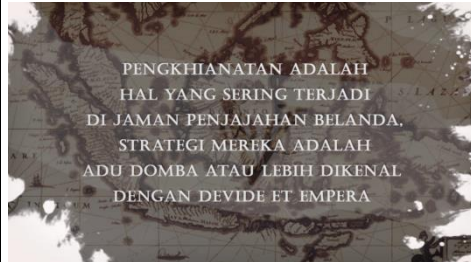 PENGKHIANATAN ADALAH
HAL YANG SERING TERJADI
DI JAMAN PENJAJAHAN BELANDA,
STRATEGI MEREKA ADALAH
ADU DOMBA ATAU LEBIH DIKENAL
DENGAN DEVIDE ET EMPERA